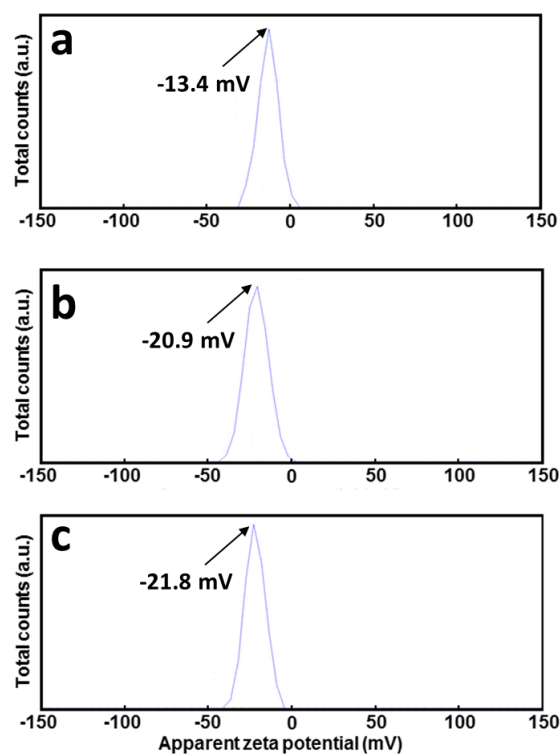 a
-13.4 mV
Total counts (a.u.)
-150 -100 -50 0 50 100 150
b
-20.9 mV
Total counts (a.u.)
-150 -100 -50 0 50 100 150
c
-21.8 mV
Total counts (a.u.)
-150 -100 -50 0 50 100 150
Apparent zeta potential (mV)